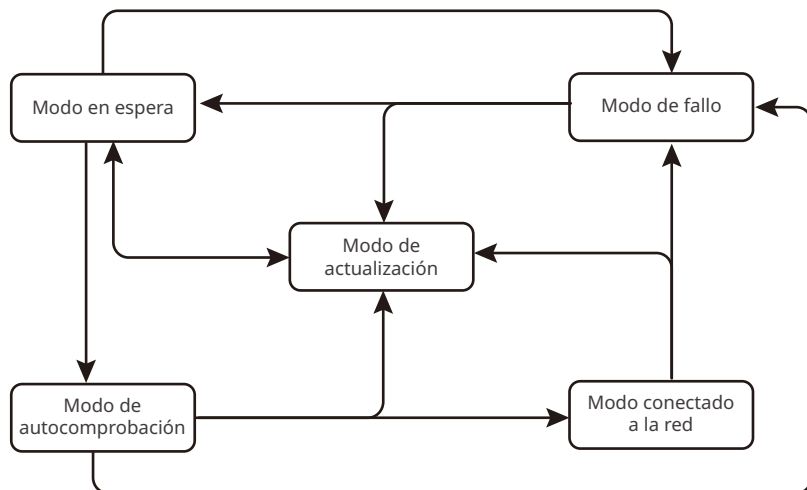 Modo en espera
Modo de fallo
Modo de
actualización
Modo de
autocomprobación
Modo conectado
a la red